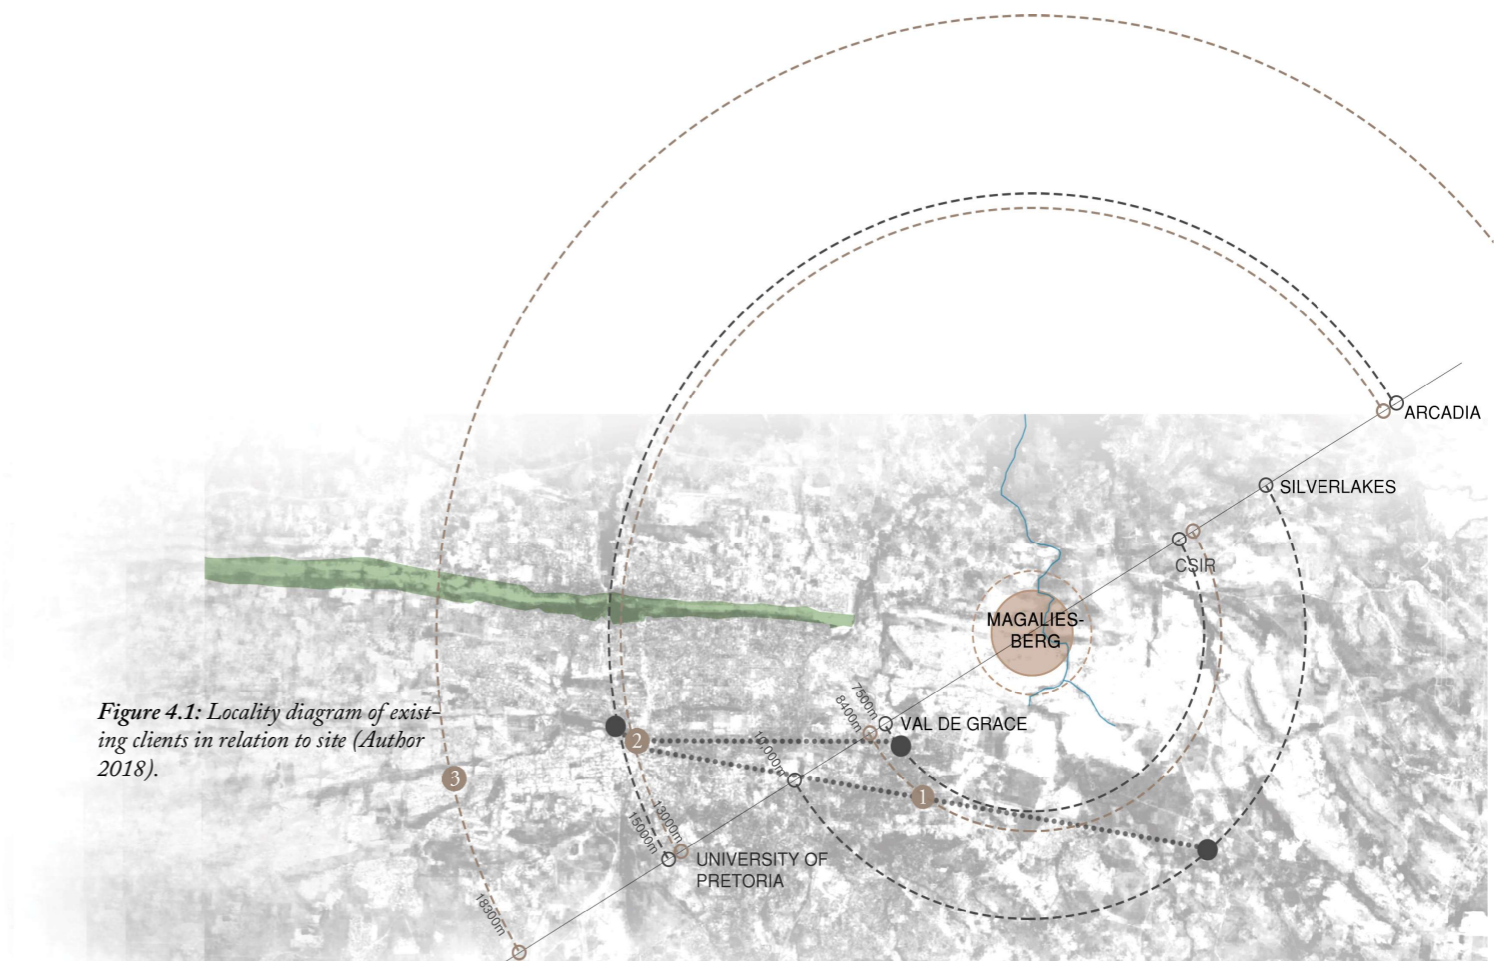 ARCADIA
SILVERLAKES
CSIR
MAGALIES-
BERG
7500m
8400m
VAL DE GRACE
Figure 4.1: Locality diagram of exist-
ing clients in relation to site (Author
2018).
2
3
1
13000m
15000m
UNIVERSITY OF
PRETORIA
18300m